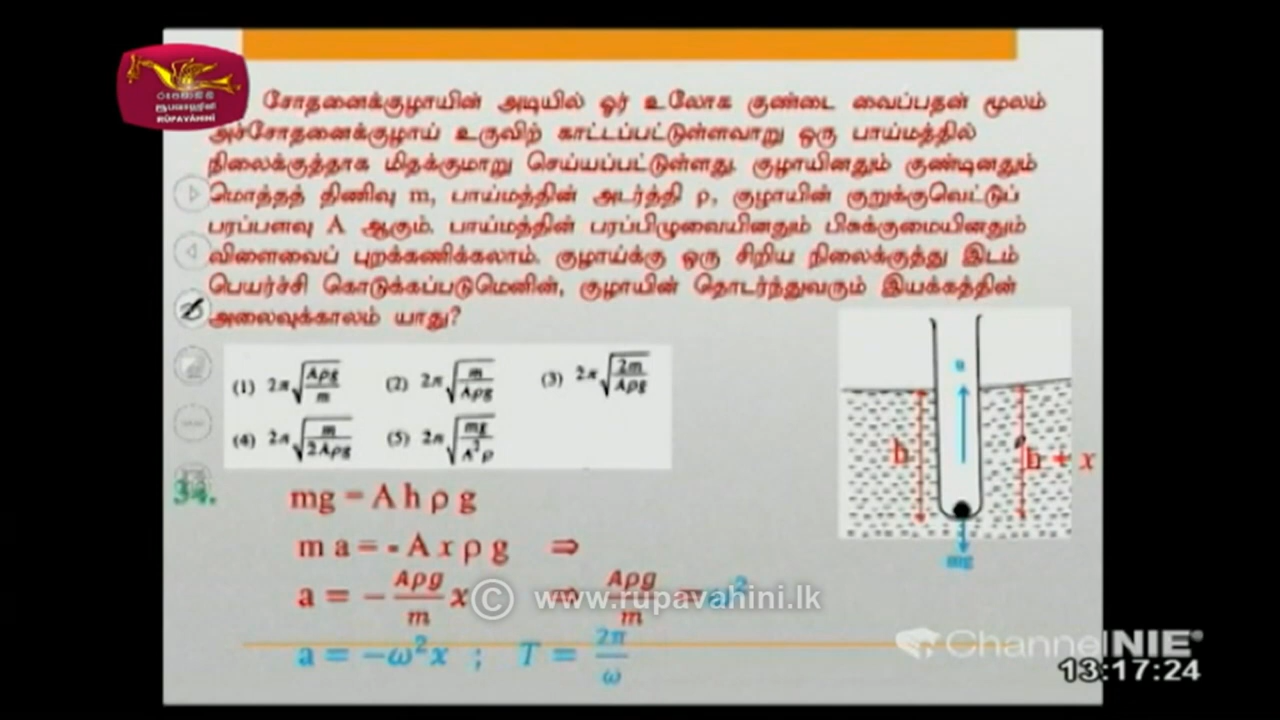 சோதனைக்குழாயின் அடியில் ஓர் உலோக குண்டை வைப்பதன் மூலம்
அச்சோதனைக்குழாய் உருவிற் காட்டப்பட்டுள்ளவாறு ஒரு பாய்மத்தில்
நிலைக்குத்தாக மிதக்குமாறு செய்யப்பட்டுள்ளது. குழாயினதும் குண்டினதும்
மொத்தத் திணிவு m, பாய்மத்தின் அடர்த்தி ρ, குழாயின் குறுக்குவெட்டுப்
பரப்பளவு A ஆகும். பாய்மத்தின் பரப்பிழுவையினதும் பிசுக்குமையினதும்
விளைவைப் புறக்கணிக்கலாம். குழாய்க்கு ஒரு சிறிய நிலைக்குத்து இடம்
பெயர்ச்சி கொடுக்கப்படுமெனின், குழாயின் தொடர்ந்துவரும் இயக்கத்தின்
அலைவுக்காலம் யாது?
(1) 2π√(Aρg/m) (2) 2π√(m/Aρg) (3) 2π√(2m/Aρg)
(4) 2π√(m/2Aρg) (5) 2π√(mg/A²ρ)
h
h + x
mg
34.
mg = A h ρ g
m a = - A x ρ g ⇒
a = − Aρg/m x ⇒ Aρg/m = ω²
a = −ω²x ; T = 2π/ω
RUPAVAHINI
© www.rupavahini.lk
ChannelNIE
13:17:24